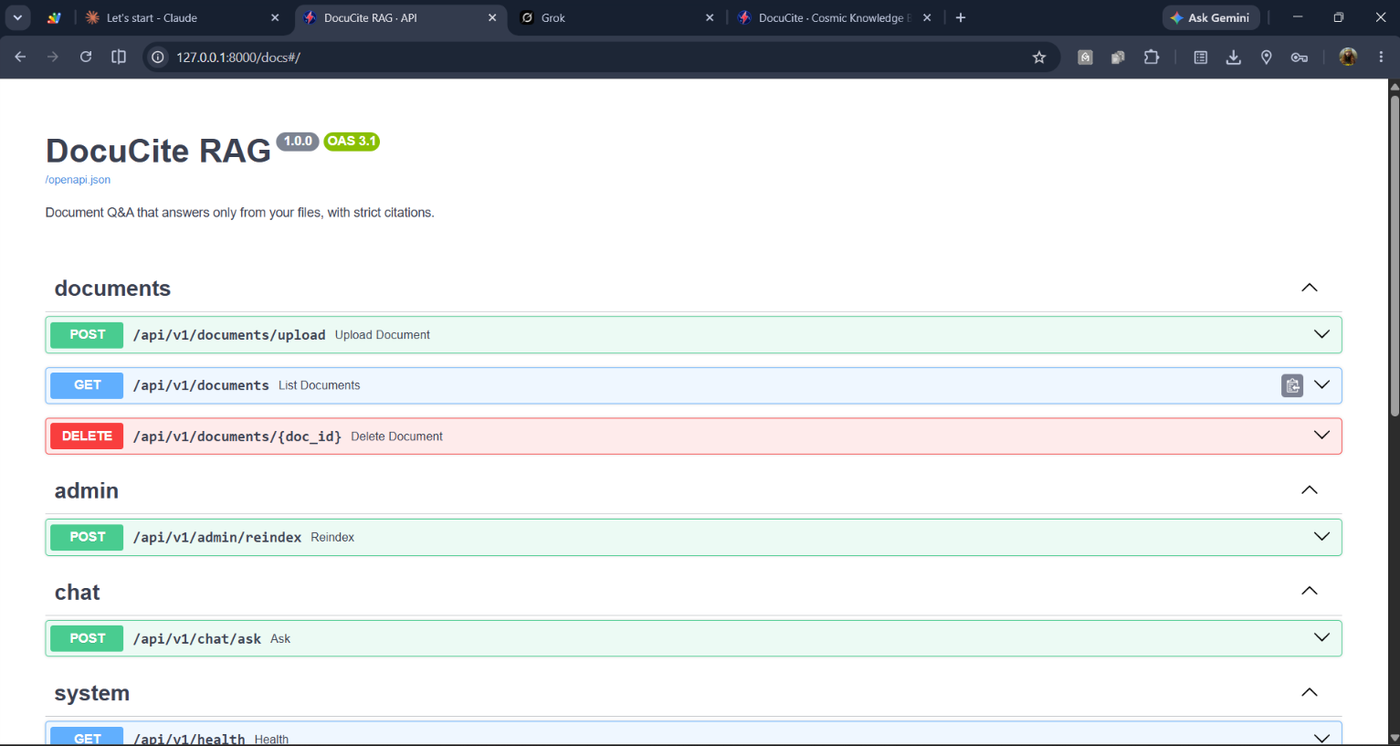 Let's start - Claude
DocuCite RAG · API
Grok
DocuCite · Cosmic Knowledge
Ask Gemini
127.0.0.1:8000/docs#/
DocuCite RAG 1.0.0 OAS 3.1
/openapi.json
Document Q&A that answers only from your files, with strict citations.
documents
POST /api/v1/documents/upload Upload Document
GET /api/v1/documents List Documents
DELETE /api/v1/documents/{doc_id} Delete Document
admin
POST /api/v1/admin/reindex Reindex
chat
POST /api/v1/chat/ask Ask
system
GET /api/v1/health Health